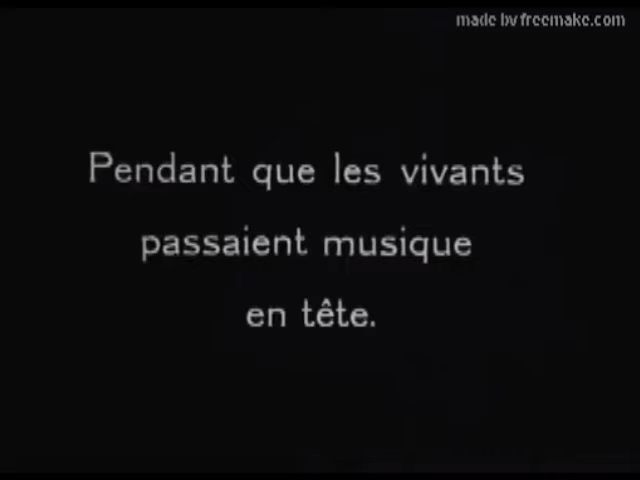 made by freemake.com
Pendant que les vivants
passaient musique
en tête.